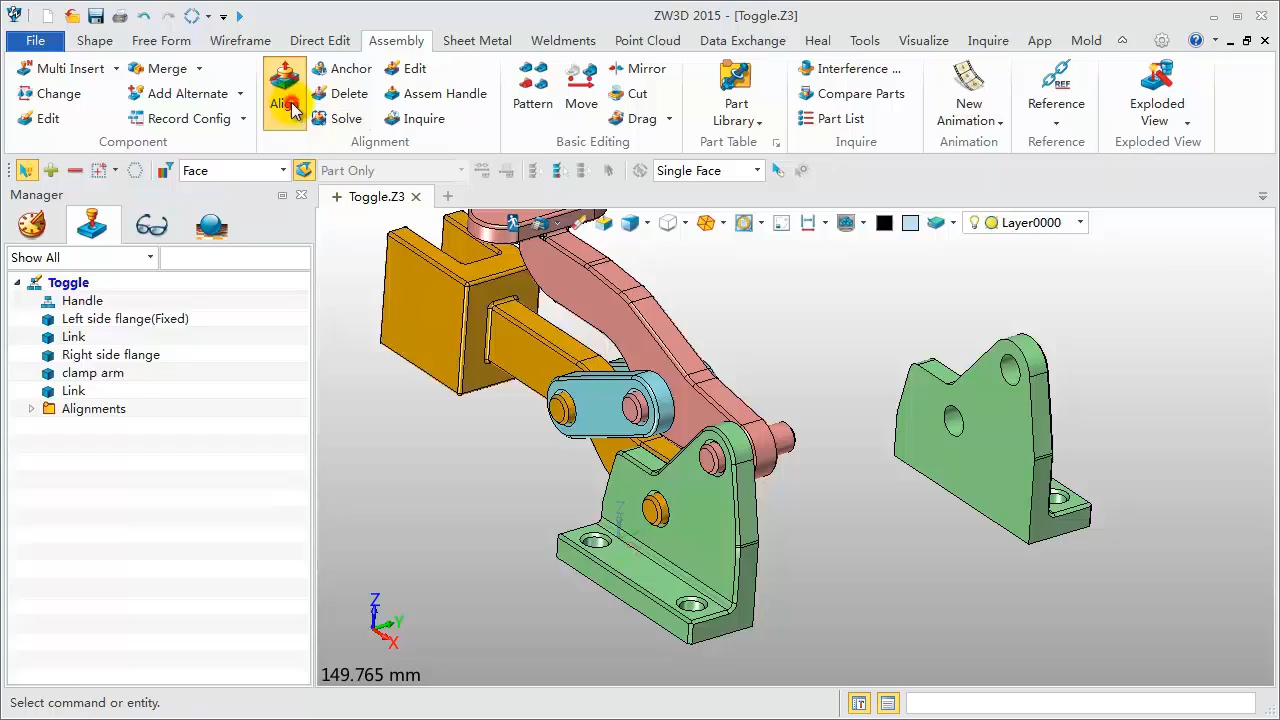 ZW3D 2015 - [Toggle.Z3]
File Shape Free Form Wireframe Direct Edit Assembly Sheet Metal Weldments Point Cloud Data Exchange Heal Tools Visualize Inquire App Mold
Multi Insert Merge Anchor Edit Mirror Interference ...
Change Add Alternate Assem Handle Cut Compare Parts
Edit Record Config Solve Inquire Drag Part List
Pattern Move Part Library New Animation Reference Exploded View
REF
Component Alignment Basic Editing Part Table Inquire Animation Reference Exploded View
Face Part Only Single Face
Manager
Toggle.Z3
Layer0000
Show All
Toggle
Handle
Left side flange(Fixed)
Link
Right side flange
clamp arm
Link
Alignments
Z
Y
X
149.765 mm
Select command or entity.